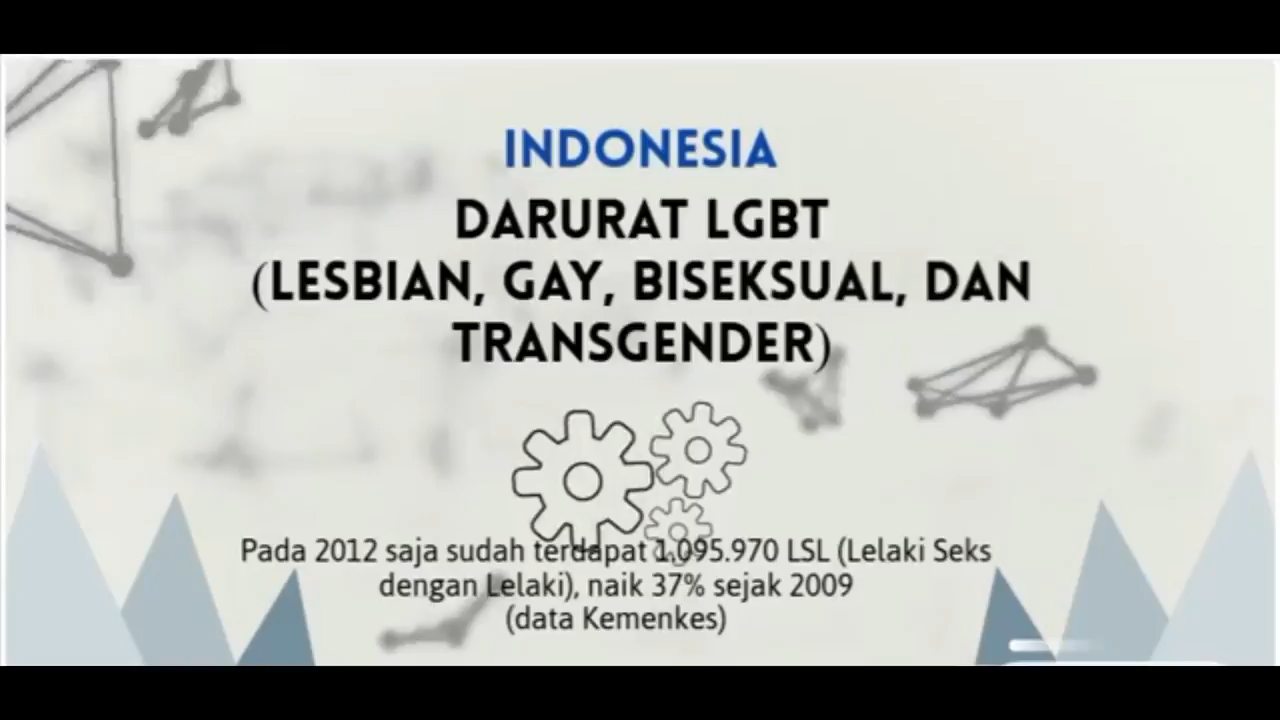 INDONESIA
DARURAT LGBT
(LESBIAN, GAY, BISEKSUAL, DAN
TRANSGENDER)
Pada 2012 saja sudah terdapat 1.095.970 LSL (Lelaki Seks
dengan Lelaki), naik 37% sejak 2009
(data Kemenkes)